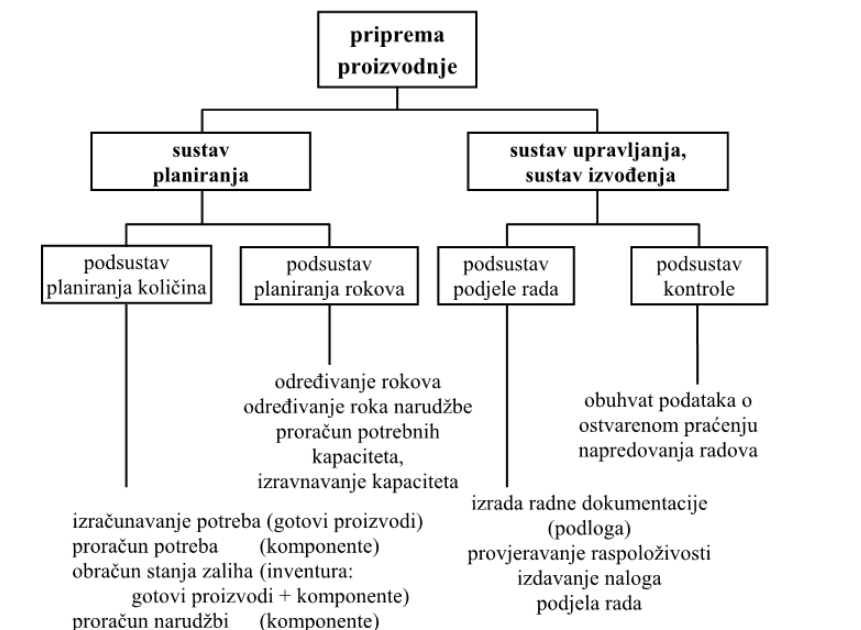 priprema
proizvodnje
sustav
planiranja
sustav upravljanja,
sustav izvođenja
podsustav
planiranja količina
podsustav
planiranja rokova
podsustav
podjele rada
podsustav
kontrole
određivanje rokova
određivanje roka narudžbe
proračun potrebnih
kapaciteta,
izravnavanje kapaciteta
obuhvat podataka o
ostvarenom praćenju
napredovanja radova
izračunavanje potreba (gotovi proizvodi)
proračun potreba (komponente)
obračun stanja zaliha (inventura:
gotovi proizvodi + komponente)
proračun narudžbi (komponente)
izrada radne dokumentacije
(podloga)
provjeravanje raspoloživosti
izdavanje naloga
podjela rada